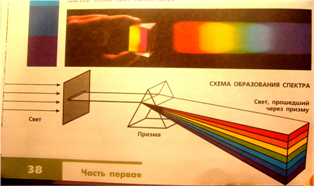 СХЕМА ОБРАЗОВАНИЯ СПЕКТРА
Свет, прошедший
через призму
Свет
Призма
38
Часть первая